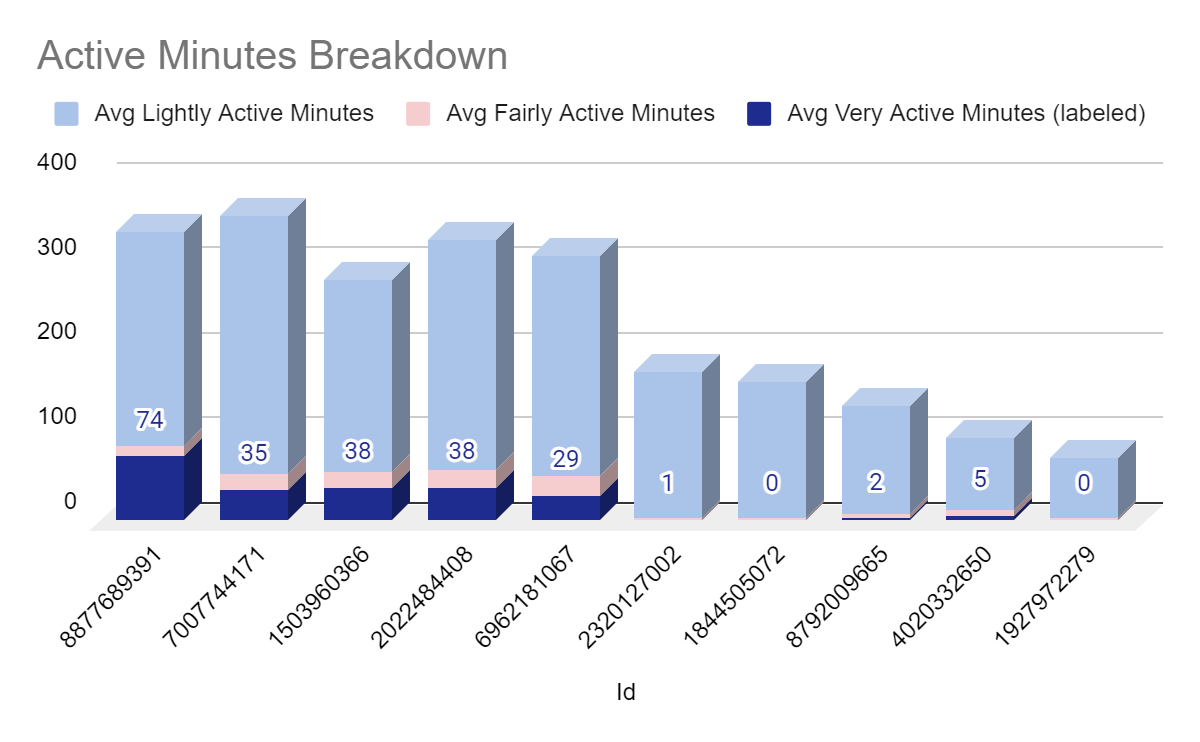 Active Minutes Breakdown
Avg Lightly Active Minutes Avg Fairly Active Minutes Avg Very Active Minutes (labeled)
400
300
200
100
0
74 35 38 38 29 1 0 2 5 0
8877689391 7007744171 1503960366 2022484408 6962181067 2320127002 1844505072 8792009665 4020332650 1927972279
Id